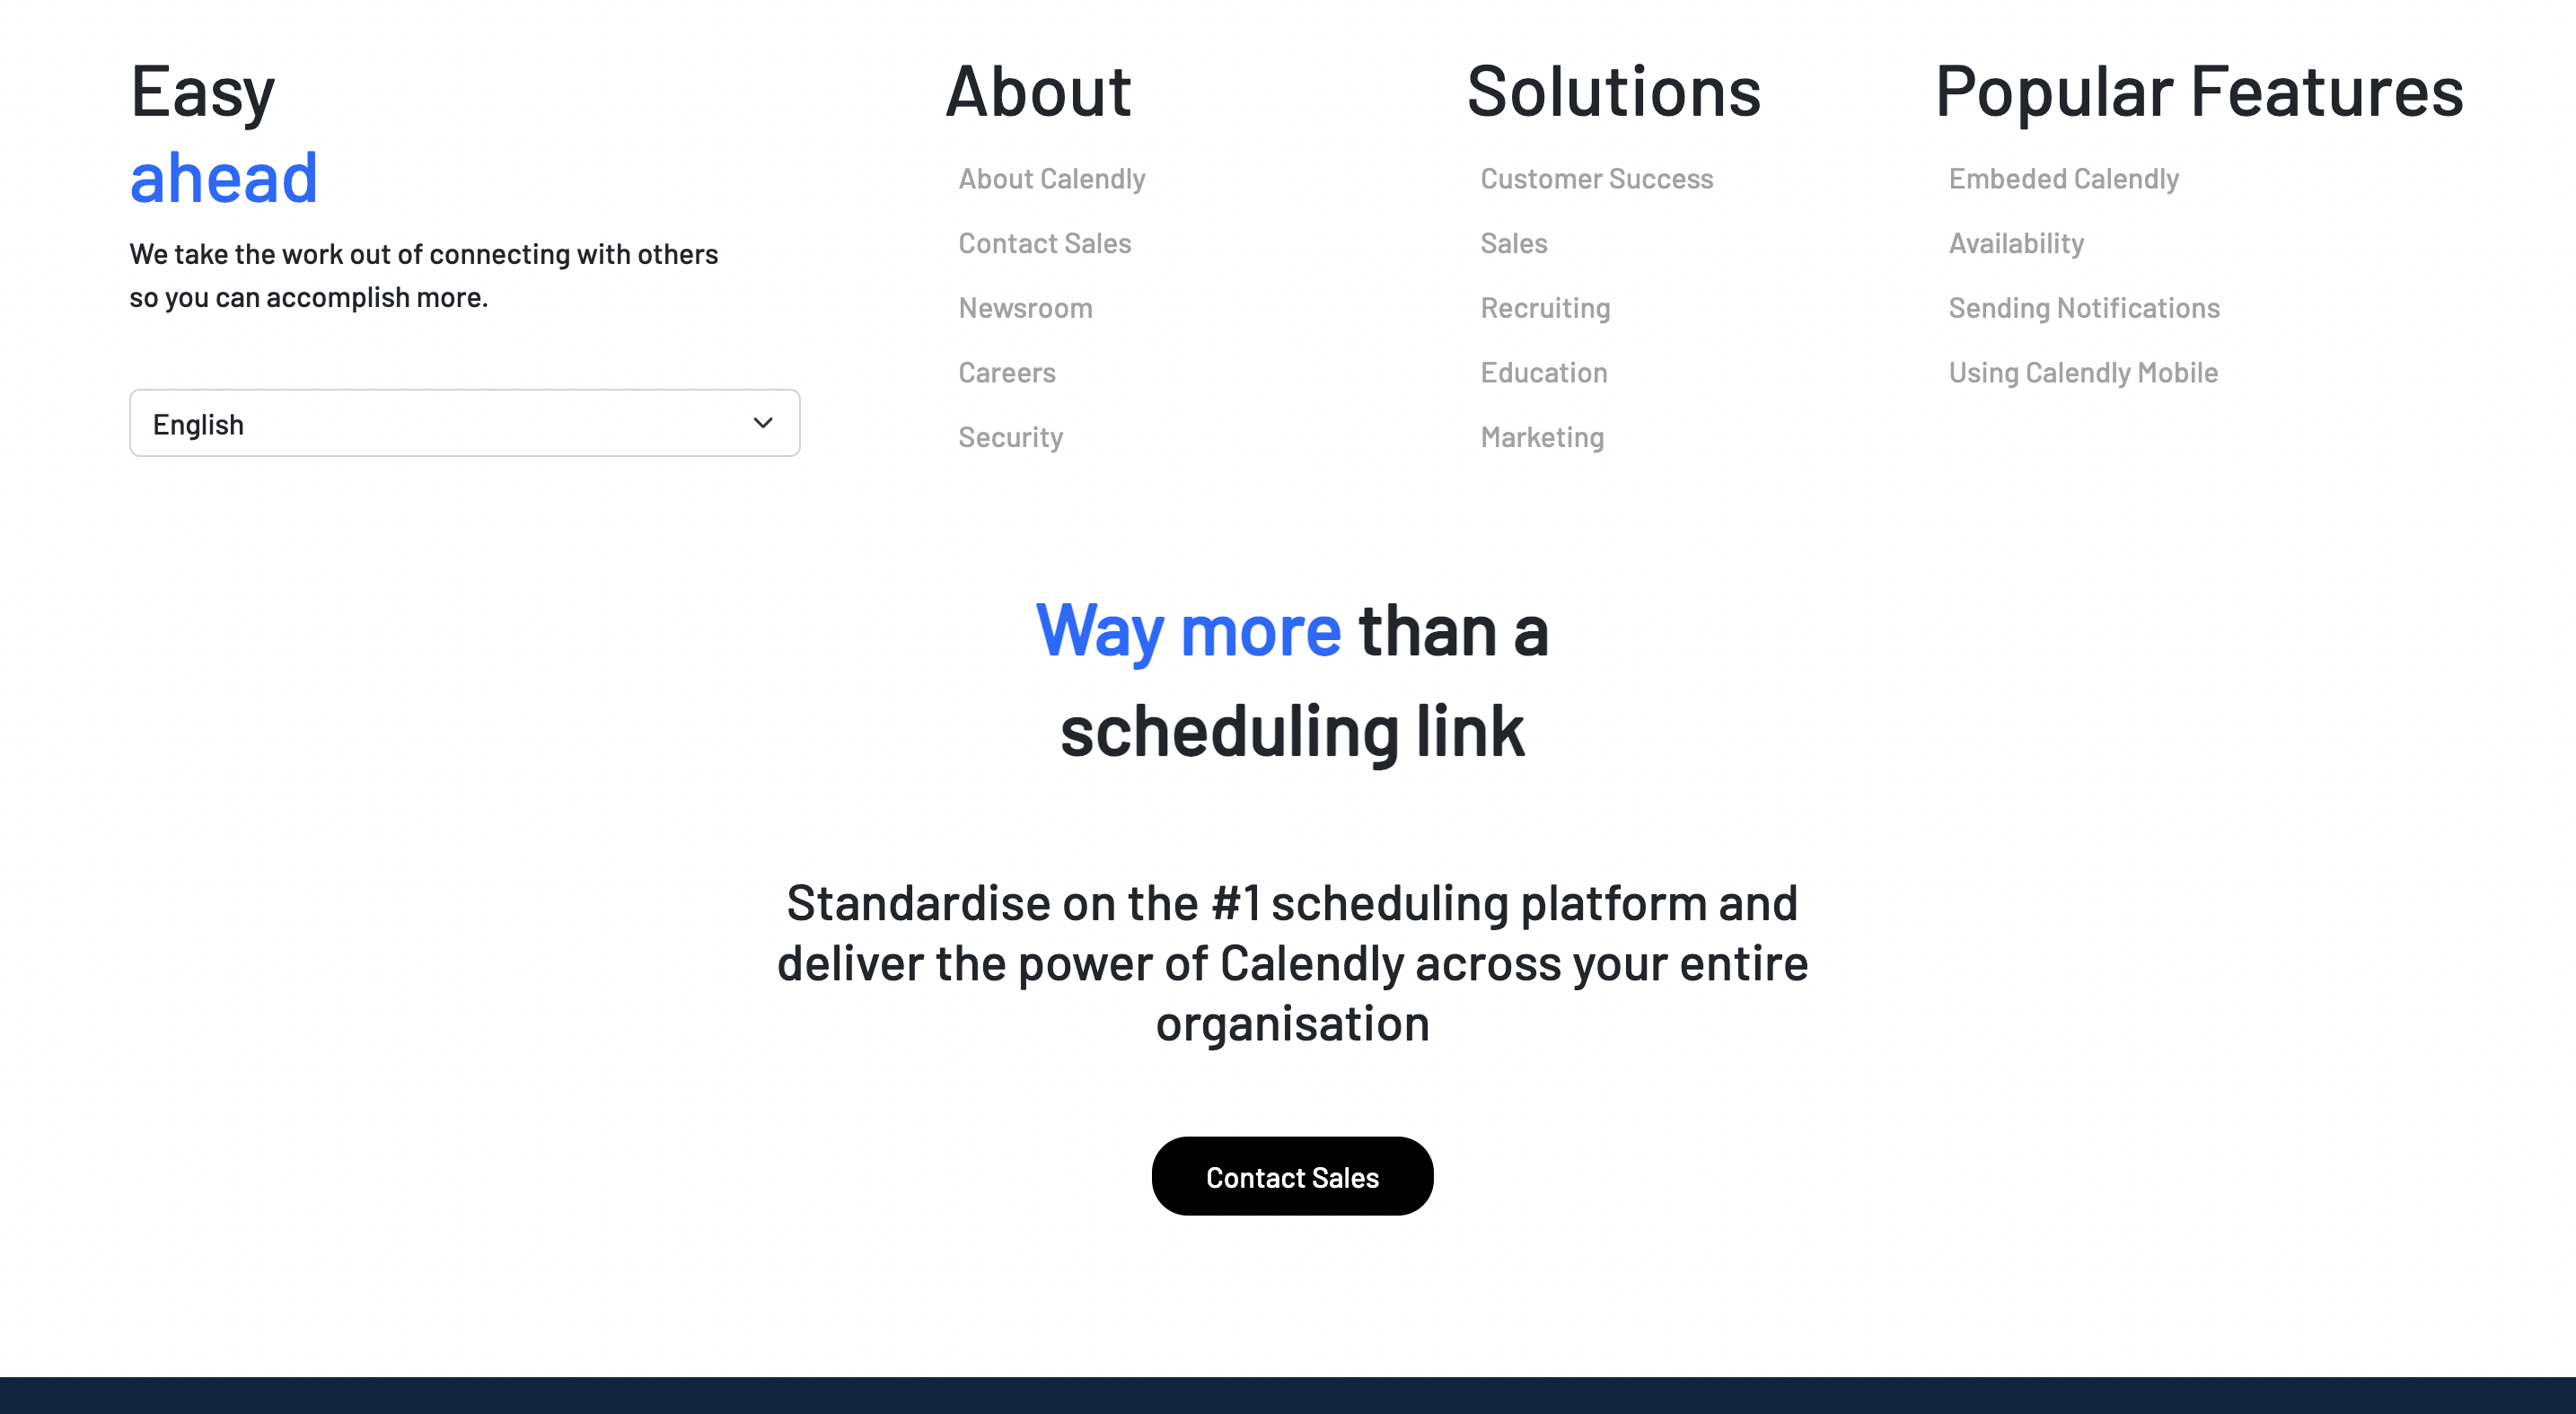 Easy
ahead
We take the work out of connecting with others
so you can accomplish more.
English
About
About Calendly
Contact Sales
Newsroom
Careers
Security
Solutions
Customer Success
Sales
Recruiting
Education
Marketing
Popular Features
Embeded Calendly
Availability
Sending Notifications
Using Calendly Mobile
Way more than a
scheduling link
Standardise on the #1 scheduling platform and
deliver the power of Calendly across your entire
organisation
Contact Sales